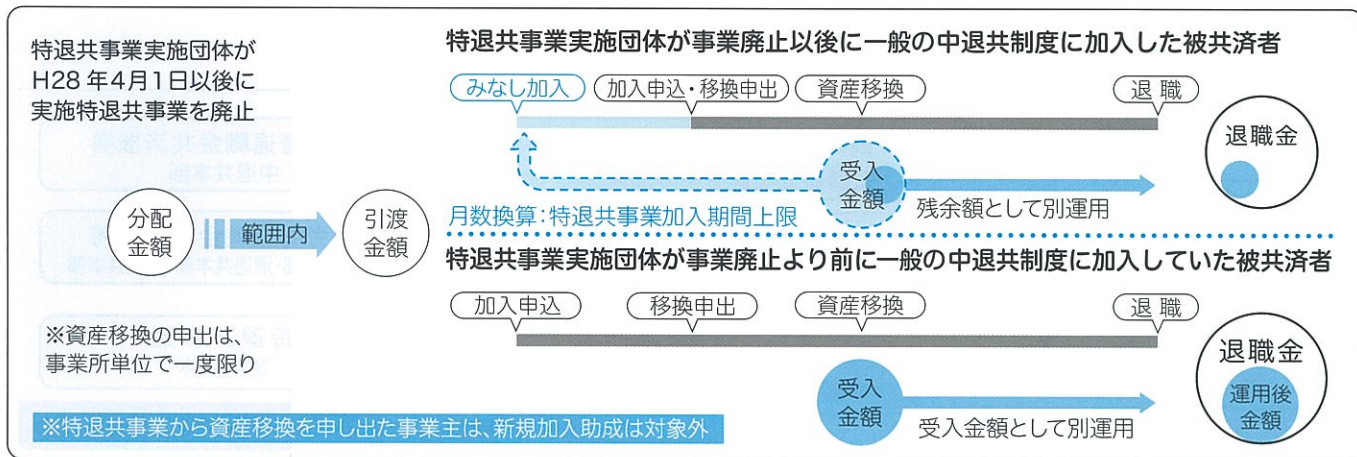 特退共事業実施団体が
H28年4月1日以後に
実施特退共事業を廃止
分配
金額
範囲内
引渡
金額
※資産移換の申出は、
事業所単位で一度限り
※特退共事業から資産移換を申し出た事業主は、新規加入助成は対象外
特退共事業実施団体が事業廃止以後に一般の中退共制度に加入した被共済者
みなし加入
加入申込・移換申出
資産移換
退職
受入
金額
退職金
月数換算:特退共事業加入期間上限
残余額として別運用
特退共事業実施団体が事業廃止より前に一般の中退共制度に加入していた被共済者
加入申込
移換申出
資産移換
退職
受入
金額
受入金額として別運用
退職金
運用後
金額